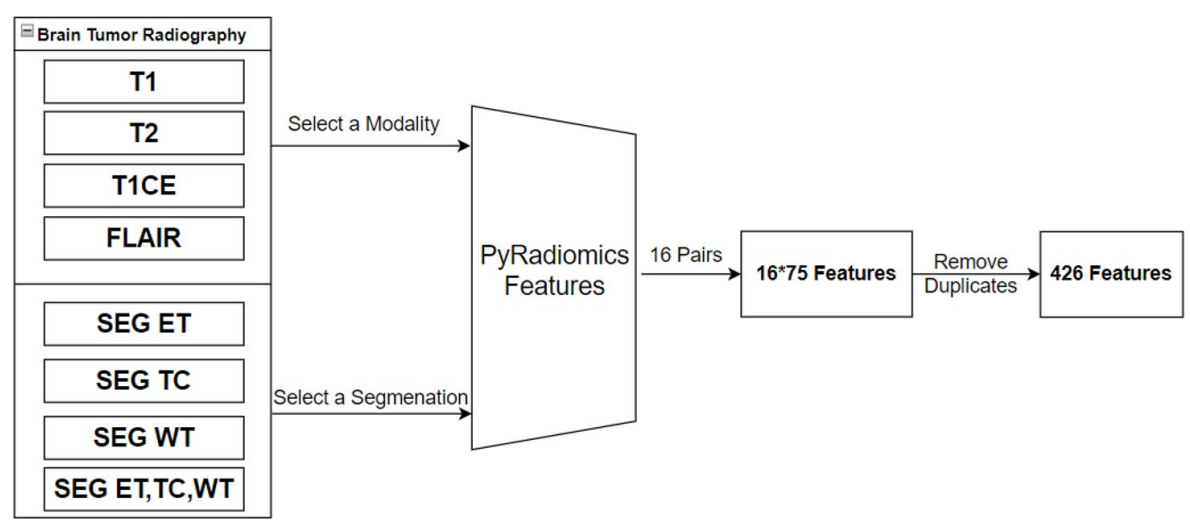 Brain Tumor Radiography
T1
T2
T1CE
FLAIR
SEG ET
SEG TC
SEG WT
SEG ET,TC,WT
Select a Modality
Select a Segmenation
PyRadiomics
Features
16 Pairs
16*75 Features
Remove
Duplicates
426 Features